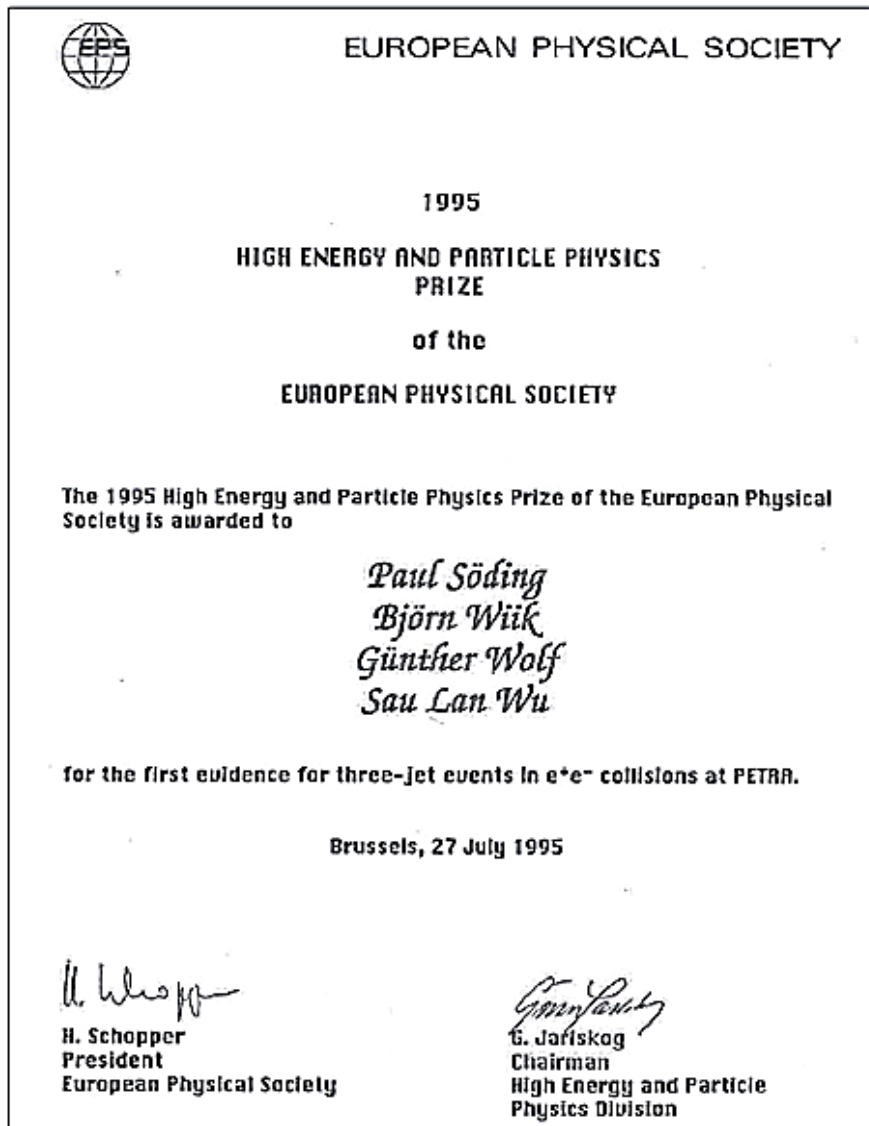 EPS
EUROPEAN PHYSICAL SOCIETY
1995
HIGH ENERGY AND PARTICLE PHYSICS
PRIZE
of the
EUROPEAN PHYSICAL SOCIETY
The 1995 High Energy and Particle Physics Prize of the European Physical
Society is awarded to
Paul Söding
Björn Wiik
Günther Wolf
Sau Lan Wu
for the first evidence for three-jet events in e⁺e⁻ collisions at PETRA.
Brussels, 27 July 1995
H. Schopper
President
European Physical Society
G. Jarlskog
Chairman
High Energy and Particle
Physics Division